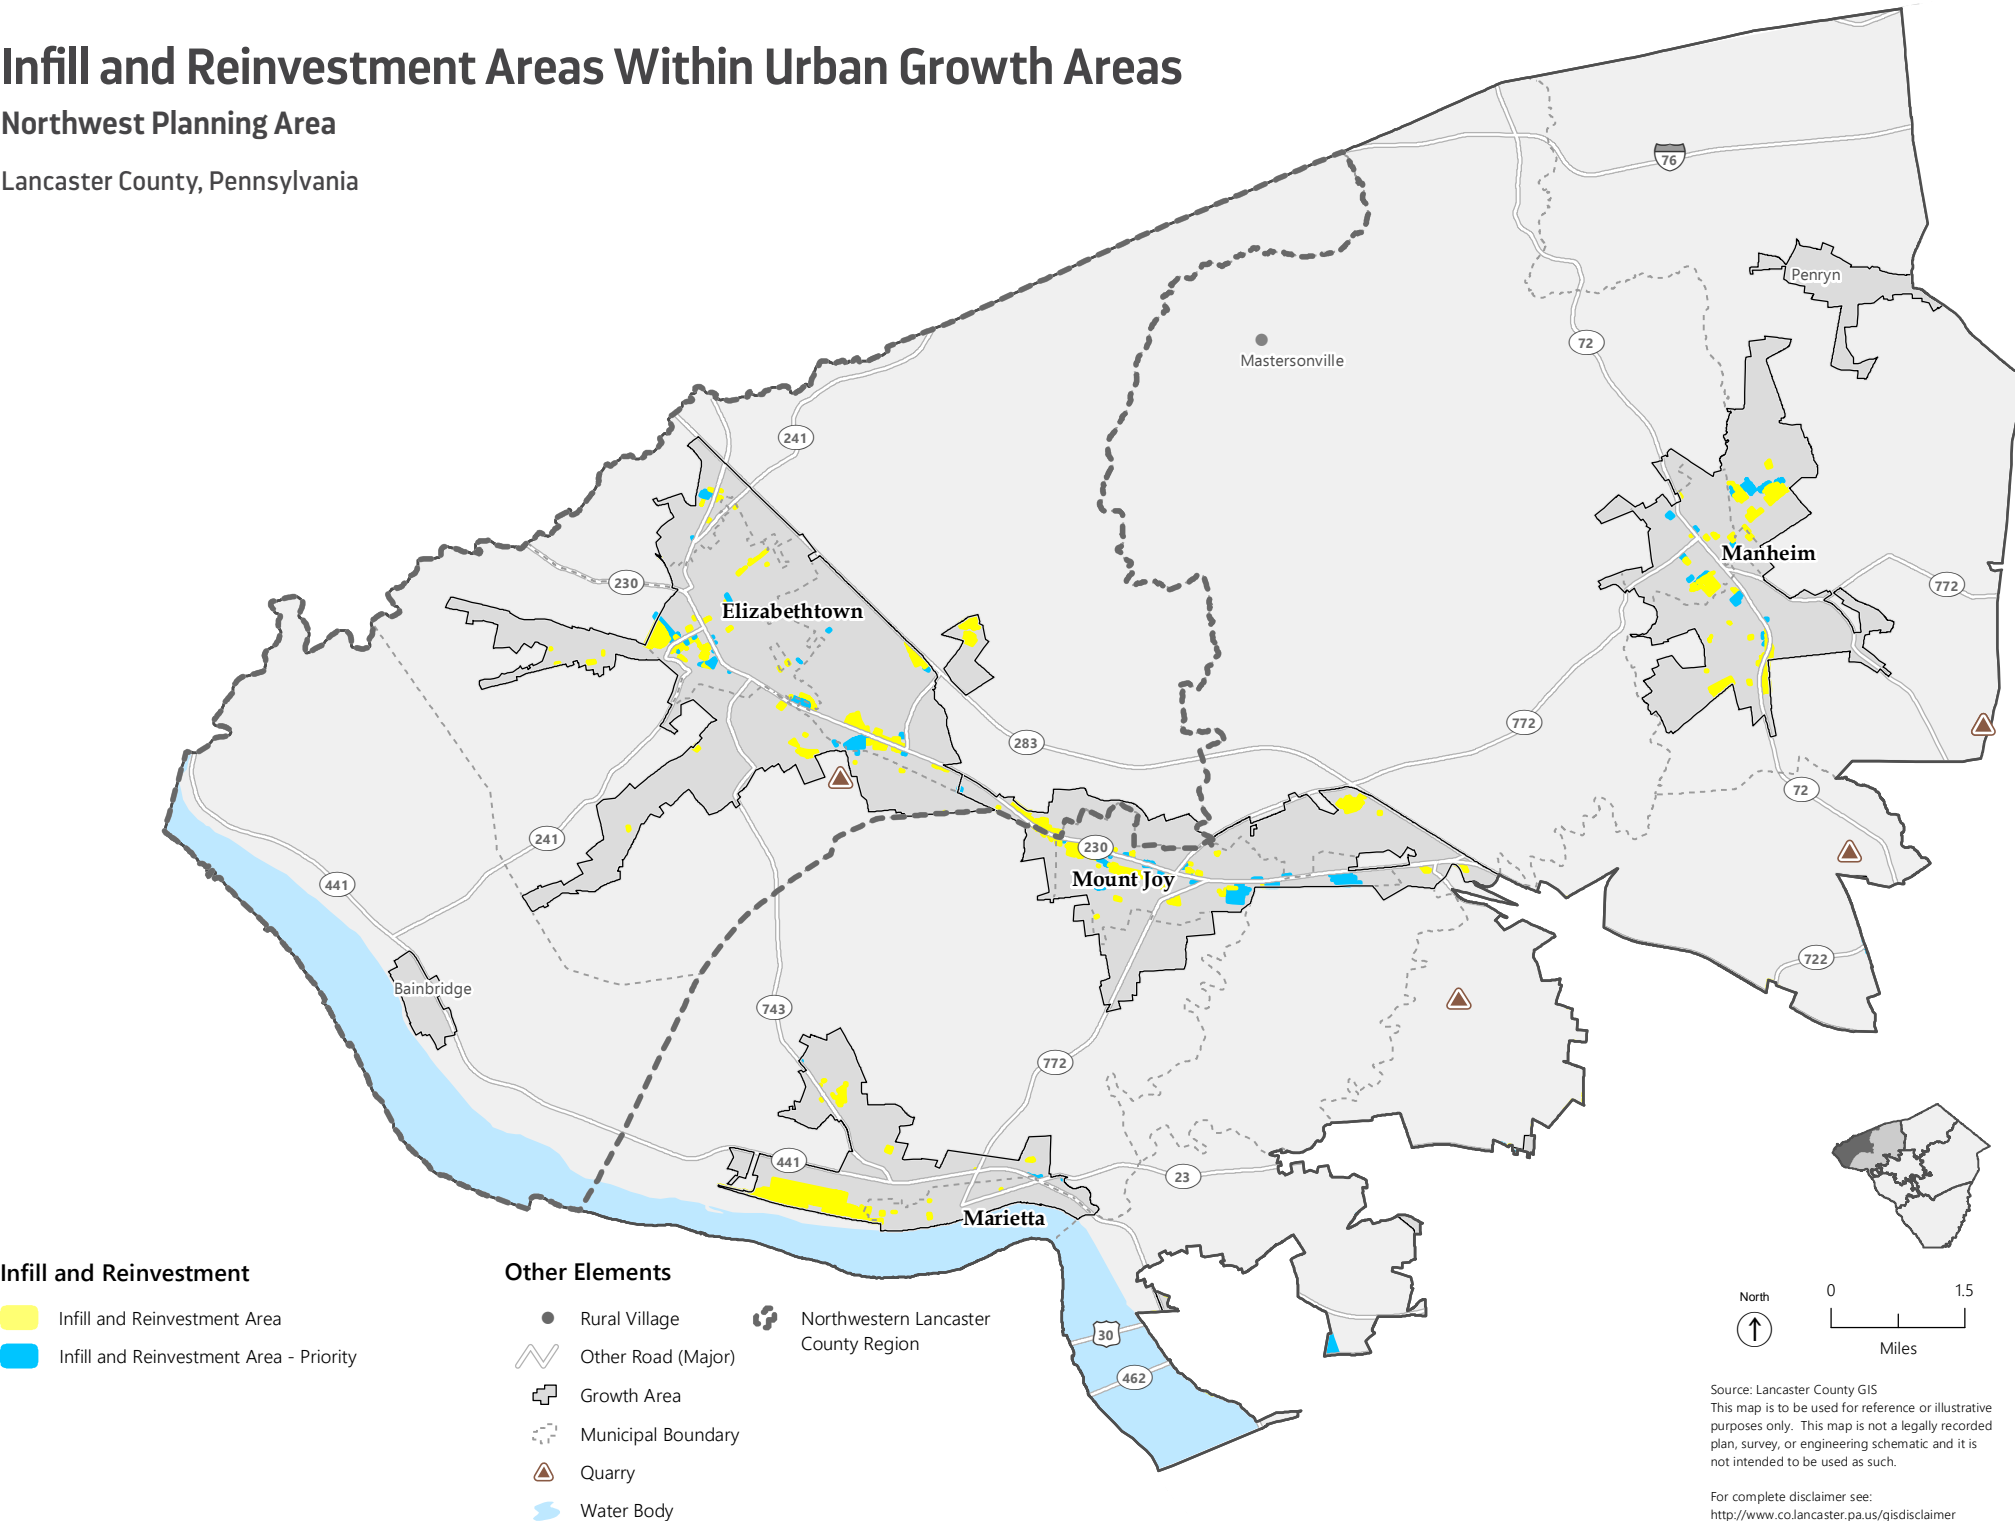 Infill and Reinvestment Areas Within Urban Growth Areas
Northwest Planning Area
Lancaster County, Pennsylvania
76
Penryn
72
Mastersonville
241
Manheim
230
772
Elizabethtown
772
283
72
241
230
441
Mount Joy
722
Bainbridge
743
772
441
23
Marietta
30
462
Infill and Reinvestment
Infill and Reinvestment Area
Infill and Reinvestment Area - Priority
Other Elements
Rural Village
Other Road (Major)
Growth Area
Municipal Boundary
Quarry
Water Body
Northwestern Lancaster
County Region
North
0 1.5
Miles
Source: Lancaster County GIS
This map is to be used for reference or illustrative
purposes only. This map is not a legally recorded
plan, survey, or engineering schematic and it is
not intended to be used as such.
For complete disclaimer see:
http://www.co.lancaster.pa.us/gisdisclaimer